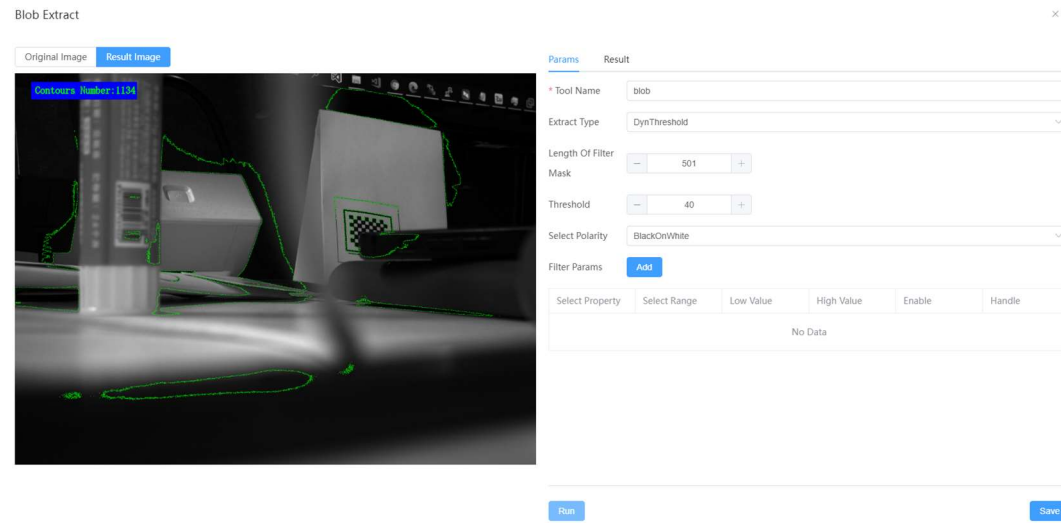 Blob Extract
×
Original Image
Result Image
Contours Number:1134
Params
Result
* Tool Name
blob
Extract Type
DynThreshold
Length Of Filter
Mask
− 501 +
Threshold
− 40 +
Select Polarity
BlackOnWhite
Filter Params
Add
Select Property
Select Range
Low Value
High Value
Enable
Handle
No Data
Run
Save